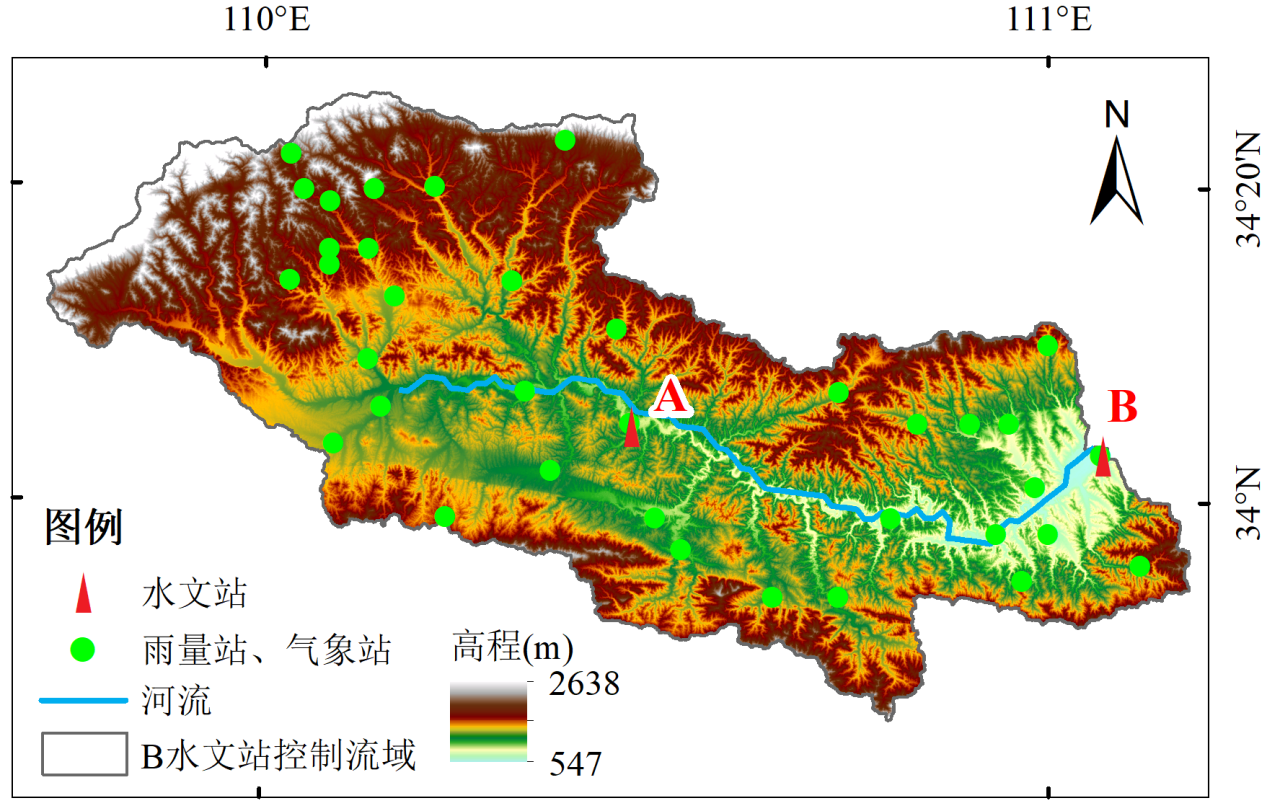 110°E
111°E
N
34°20'N
A
B
34°N
图例
水文站
雨量站、气象站
河流
B水文站控制流域
高程(m)
2638
547